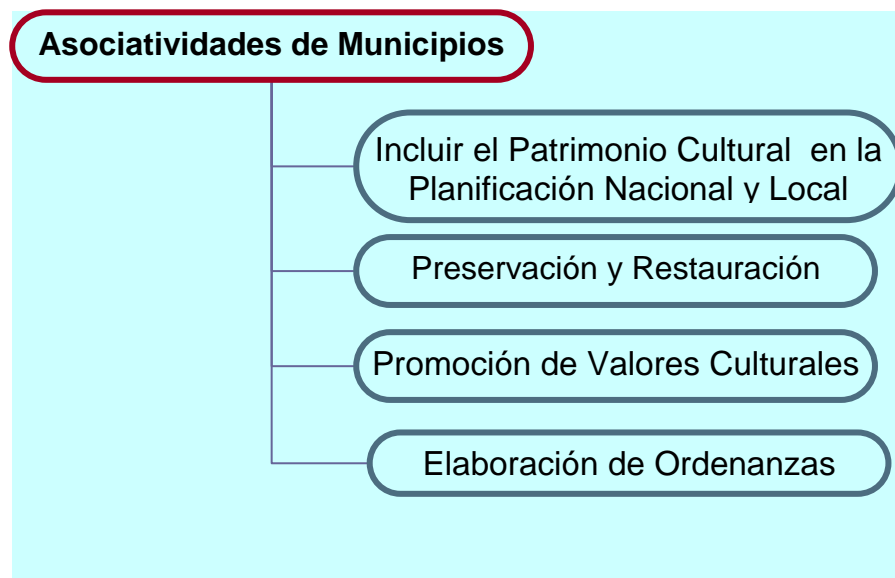 Asociatividades de Municipios
Incluir el Patrimonio Cultural en la
Planificación Nacional y Local
Preservación y Restauración
Promoción de Valores Culturales
Elaboración de Ordenanzas